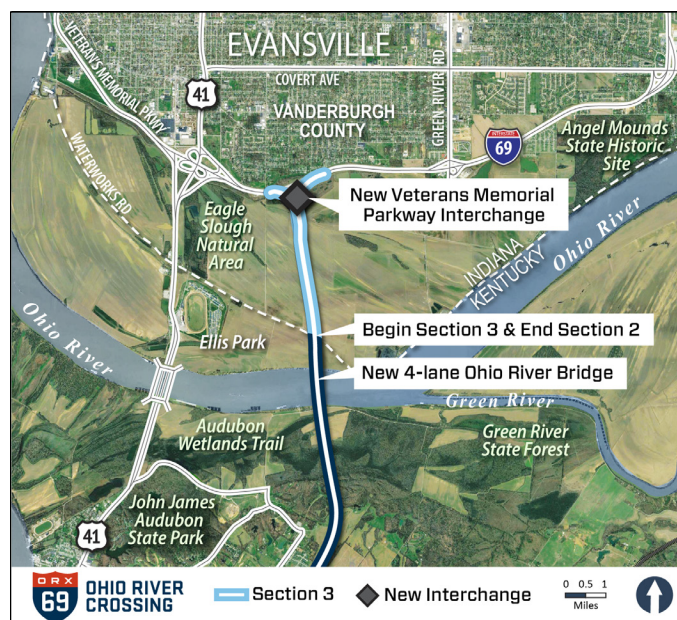 EVANSVILLE
VETERAN'S MEMORIAL PKWY
41
COVERT AVE
VANDERBURGH
COUNTY
GREEN RIVER RD
INTERSTATE
69
Angel Mounds
State Historic
Site
WATERWORKS RD
New Veterans Memorial
Parkway Interchange
Eagle
Slough
Natural
Area
INDIANA
KENTUCKY
Ohio River
Ohio River
Ellis Park
Begin Section 3 & End Section 2
New 4-lane Ohio River Bridge
Green River
Audubon
Wetlands Trail
Green River
State Forest
John James
Audubon
State Park
41
ORX
69
OHIO RIVER
CROSSING
Section 3
New Interchange
0 0.5 1
Miles